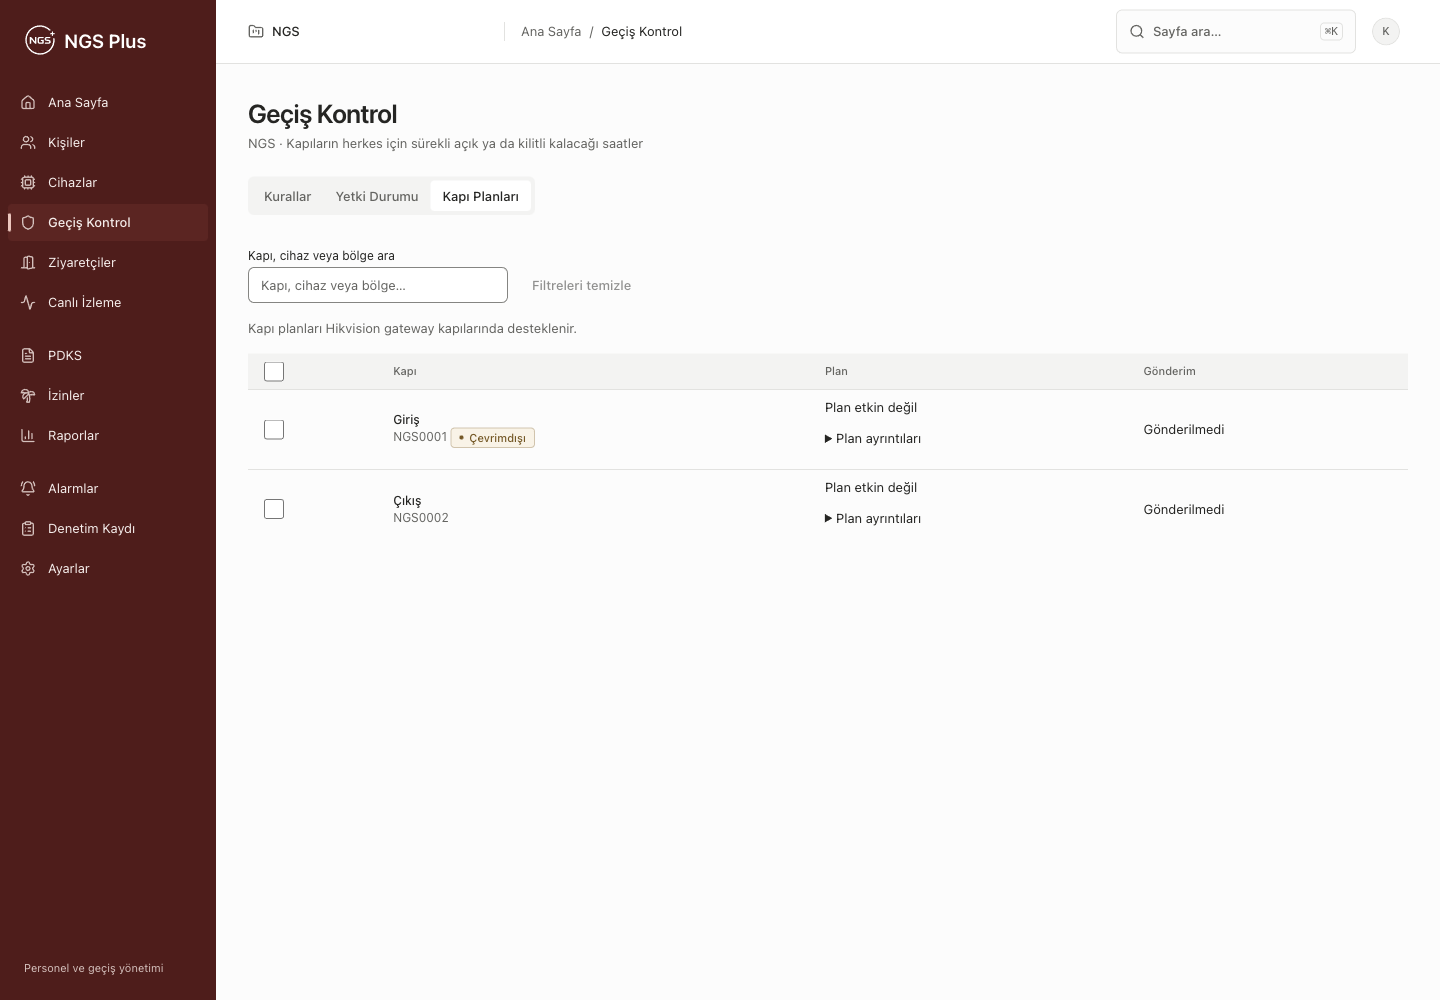 NGS
NGS Plus
Ana Sayfa
Kişiler
Cihazlar
Geçiş Kontrol
Ziyaretçiler
Canlı İzleme
PDKS
İzinler
Raporlar
Alarmlar
Denetim Kaydı
Ayarlar
Personel ve geçiş yönetimi
NGS
Ana Sayfa / Geçiş Kontrol
Sayfa ara... ⌘K
K
Geçiş Kontrol
NGS · Kapıların herkes için sürekli açık ya da kilitli kalacağı saatler
Kurallar Yetki Durumu Kapı Planları
Kapı, cihaz veya bölge ara
Kapı, cihaz veya bölge... Filtreleri temizle
Kapı planları Hikvision gateway kapılarında desteklenir.
Kapı Plan Gönderim
Giriş
NGS0001 Çevrimdışı
Plan etkin değil
Plan ayrıntıları
Gönderilmedi
Çıkış
NGS0002
Plan etkin değil
Plan ayrıntıları
Gönderilmedi